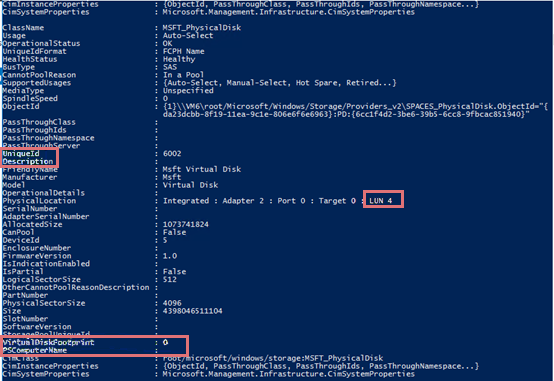 CimInstanceProperties : {ObjectId, PassThroughClass, PassThroughIds, PassThroughNamespace...}
CimSystemProperties : Microsoft.Management.Infrastructure.CimSystemProperties
ClassName : MSFT_PhysicalDisk
Usage : Auto-Select
OperationalStatus : OK
UniqueIdFormat : FCPH Name
HealthStatus : Healthy
BusType : SAS
CannotPoolReason : In a Pool
SupportedUsages : {Auto-Select, Manual-Select, Hot Spare, Retired...}
MediaType : Unspecified
SpindleSpeed : 0
ObjectId : {1}\\VM6\root/Microsoft/Windows/Storage/Providers_v2\SPACES_PhysicalDisk.ObjectId="{
da23dcbb-8f19-11ea-9c1e-806e6f6e6963}:PD:{6cc1f4d2-3be6-39b5-6cc8-9fbcac851940}"
PassThroughClass :
PassThroughIds :
PassThroughNamespace :
PassThroughServer :
UniqueId : 6002
Description :
FriendlyName : Msft Virtual Disk
Manufacturer : Msft
Model : Virtual Disk
OperationalDetails :
PhysicalLocation : Integrated : Adapter 2 : Port 0 : Target 0 : LUN 4
SerialNumber :
AdapterSerialNumber :
AllocatedSize : 1073741824
CanPool : False
DeviceId : 5
EnclosureNumber :
FirmwareVersion : 1.0
IsIndicationEnabled :
IsPartial : False
LogicalSectorSize : 512
OtherCannotPoolReasonDescription :
PartNumber :
PhysicalSectorSize : 4096
Size : 4398046511104
SlotNumber :
SoftwareVersion :
StoragePoolUniqueId :
VirtualDiskFootprint : 0
PSComputerName :
CimClass : root/microsoft/windows/storage:MSFT_PhysicalDisk
CimInstanceProperties : {ObjectId, PassThroughClass, PassThroughIds, PassThroughNamespace...}
CimSystemProperties : Microsoft.Management.Infrastructure.CimSystemProperties